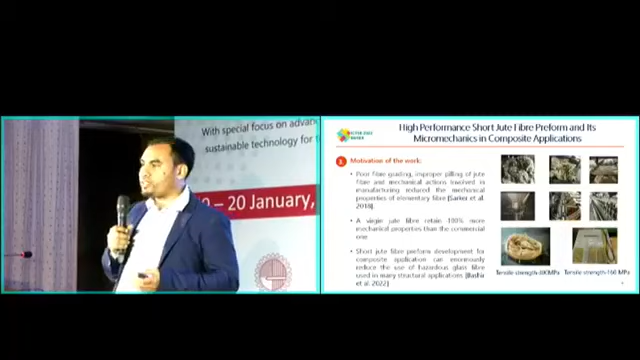 With special focus on advanc
sustainable technology for t
– 20 January,
High Performance Short Jute Fibre Preform and Its
Micromechanics in Composite Applications
Motivation of the work:
• Poor fibre grading, improper pilling of jute
fibre and mechanical actions involved in
manufacturing reduced the mechanical
properties of elementary fibre [Sarker et al.
2018].
• A virgin jute fibre retain 100% more
mechanical properties than the commercial
one
• Short jute fibre preform development for
composite application can enormously
reduce the use of hazardous glass fibre
used in many structural applications [Bashir
et al. 2022]
Tensile strength- MPa
Tensile strength- MPa